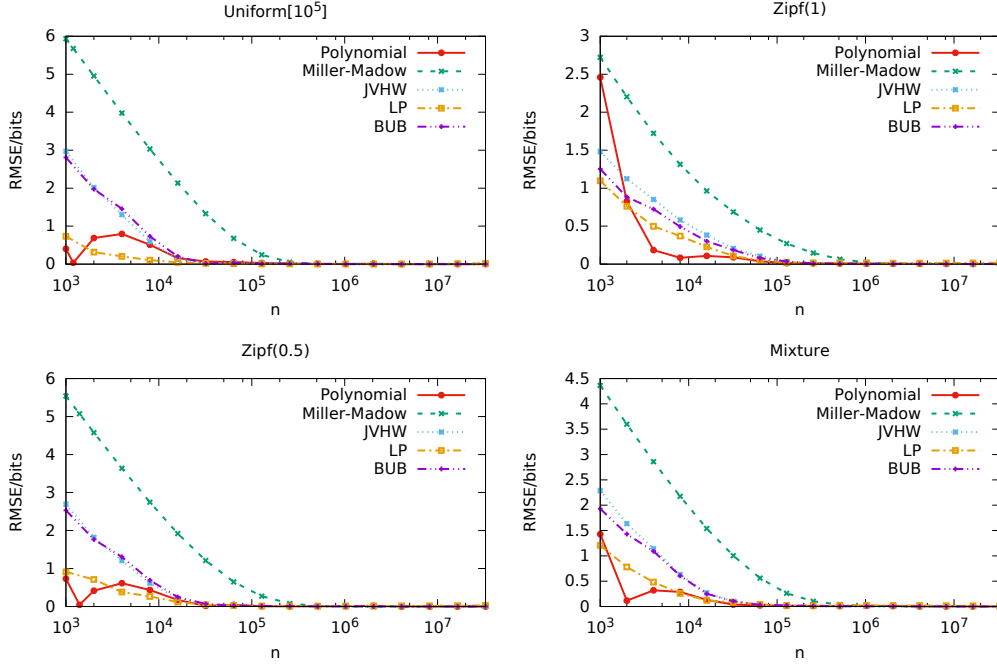 Uniform[10⁵]
RMSE/bits
6
5
4
3
2
1
0
10³ 10⁴ 10⁵ 10⁶ 10⁷
n
Polynomial
Miller-Madow
JVHW
LP
BUB
Zipf(1)
RMSE/bits
3
2.5
2
1.5
1
0.5
0
10³ 10⁴ 10⁵ 10⁶ 10⁷
n
Polynomial
Miller-Madow
JVHW
LP
BUB
Zipf(0.5)
RMSE/bits
6
5
4
3
2
1
0
10³ 10⁴ 10⁵ 10⁶ 10⁷
n
Polynomial
Miller-Madow
JVHW
LP
BUB
Mixture
RMSE/bits
4.5
4
3.5
3
2.5
2
1.5
1
0.5
0
10³ 10⁴ 10⁵ 10⁶ 10⁷
n
Polynomial
Miller-Madow
JVHW
LP
BUB